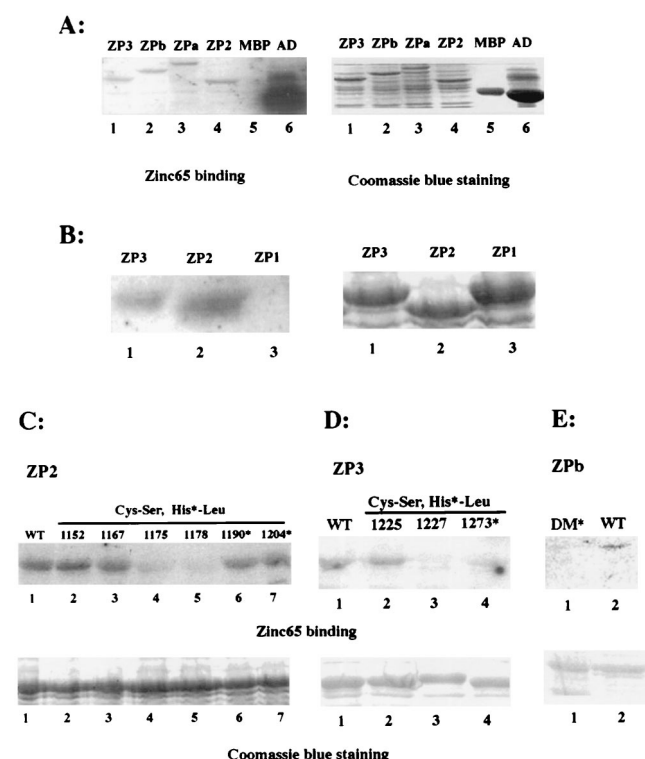 A:
ZP3 ZPb ZPa ZP2 MBP AD
ZP3 ZPb ZPa ZP2 MBP AD
1 2 3 4 5 6
1 2 3 4 5 6
Zinc65 binding
Coomassie blue staining
B:
ZP3 ZP2 ZP1
ZP3 ZP2 ZP1
1 2 3
1 2 3
C:
ZP2
Cys-Ser, His*-Leu
WT 1152 1167 1175 1178 1190* 1204*
1 2 3 4 5 6 7
D:
ZP3
Cys-Ser, His*-Leu
WT 1225 1227 1273*
1 2 3 4
E:
ZPb
DM* WT
1 2
Zinc65 binding
1 2 3 4 5 6 7
1 2 3 4
1 2
Coomassie blue staining